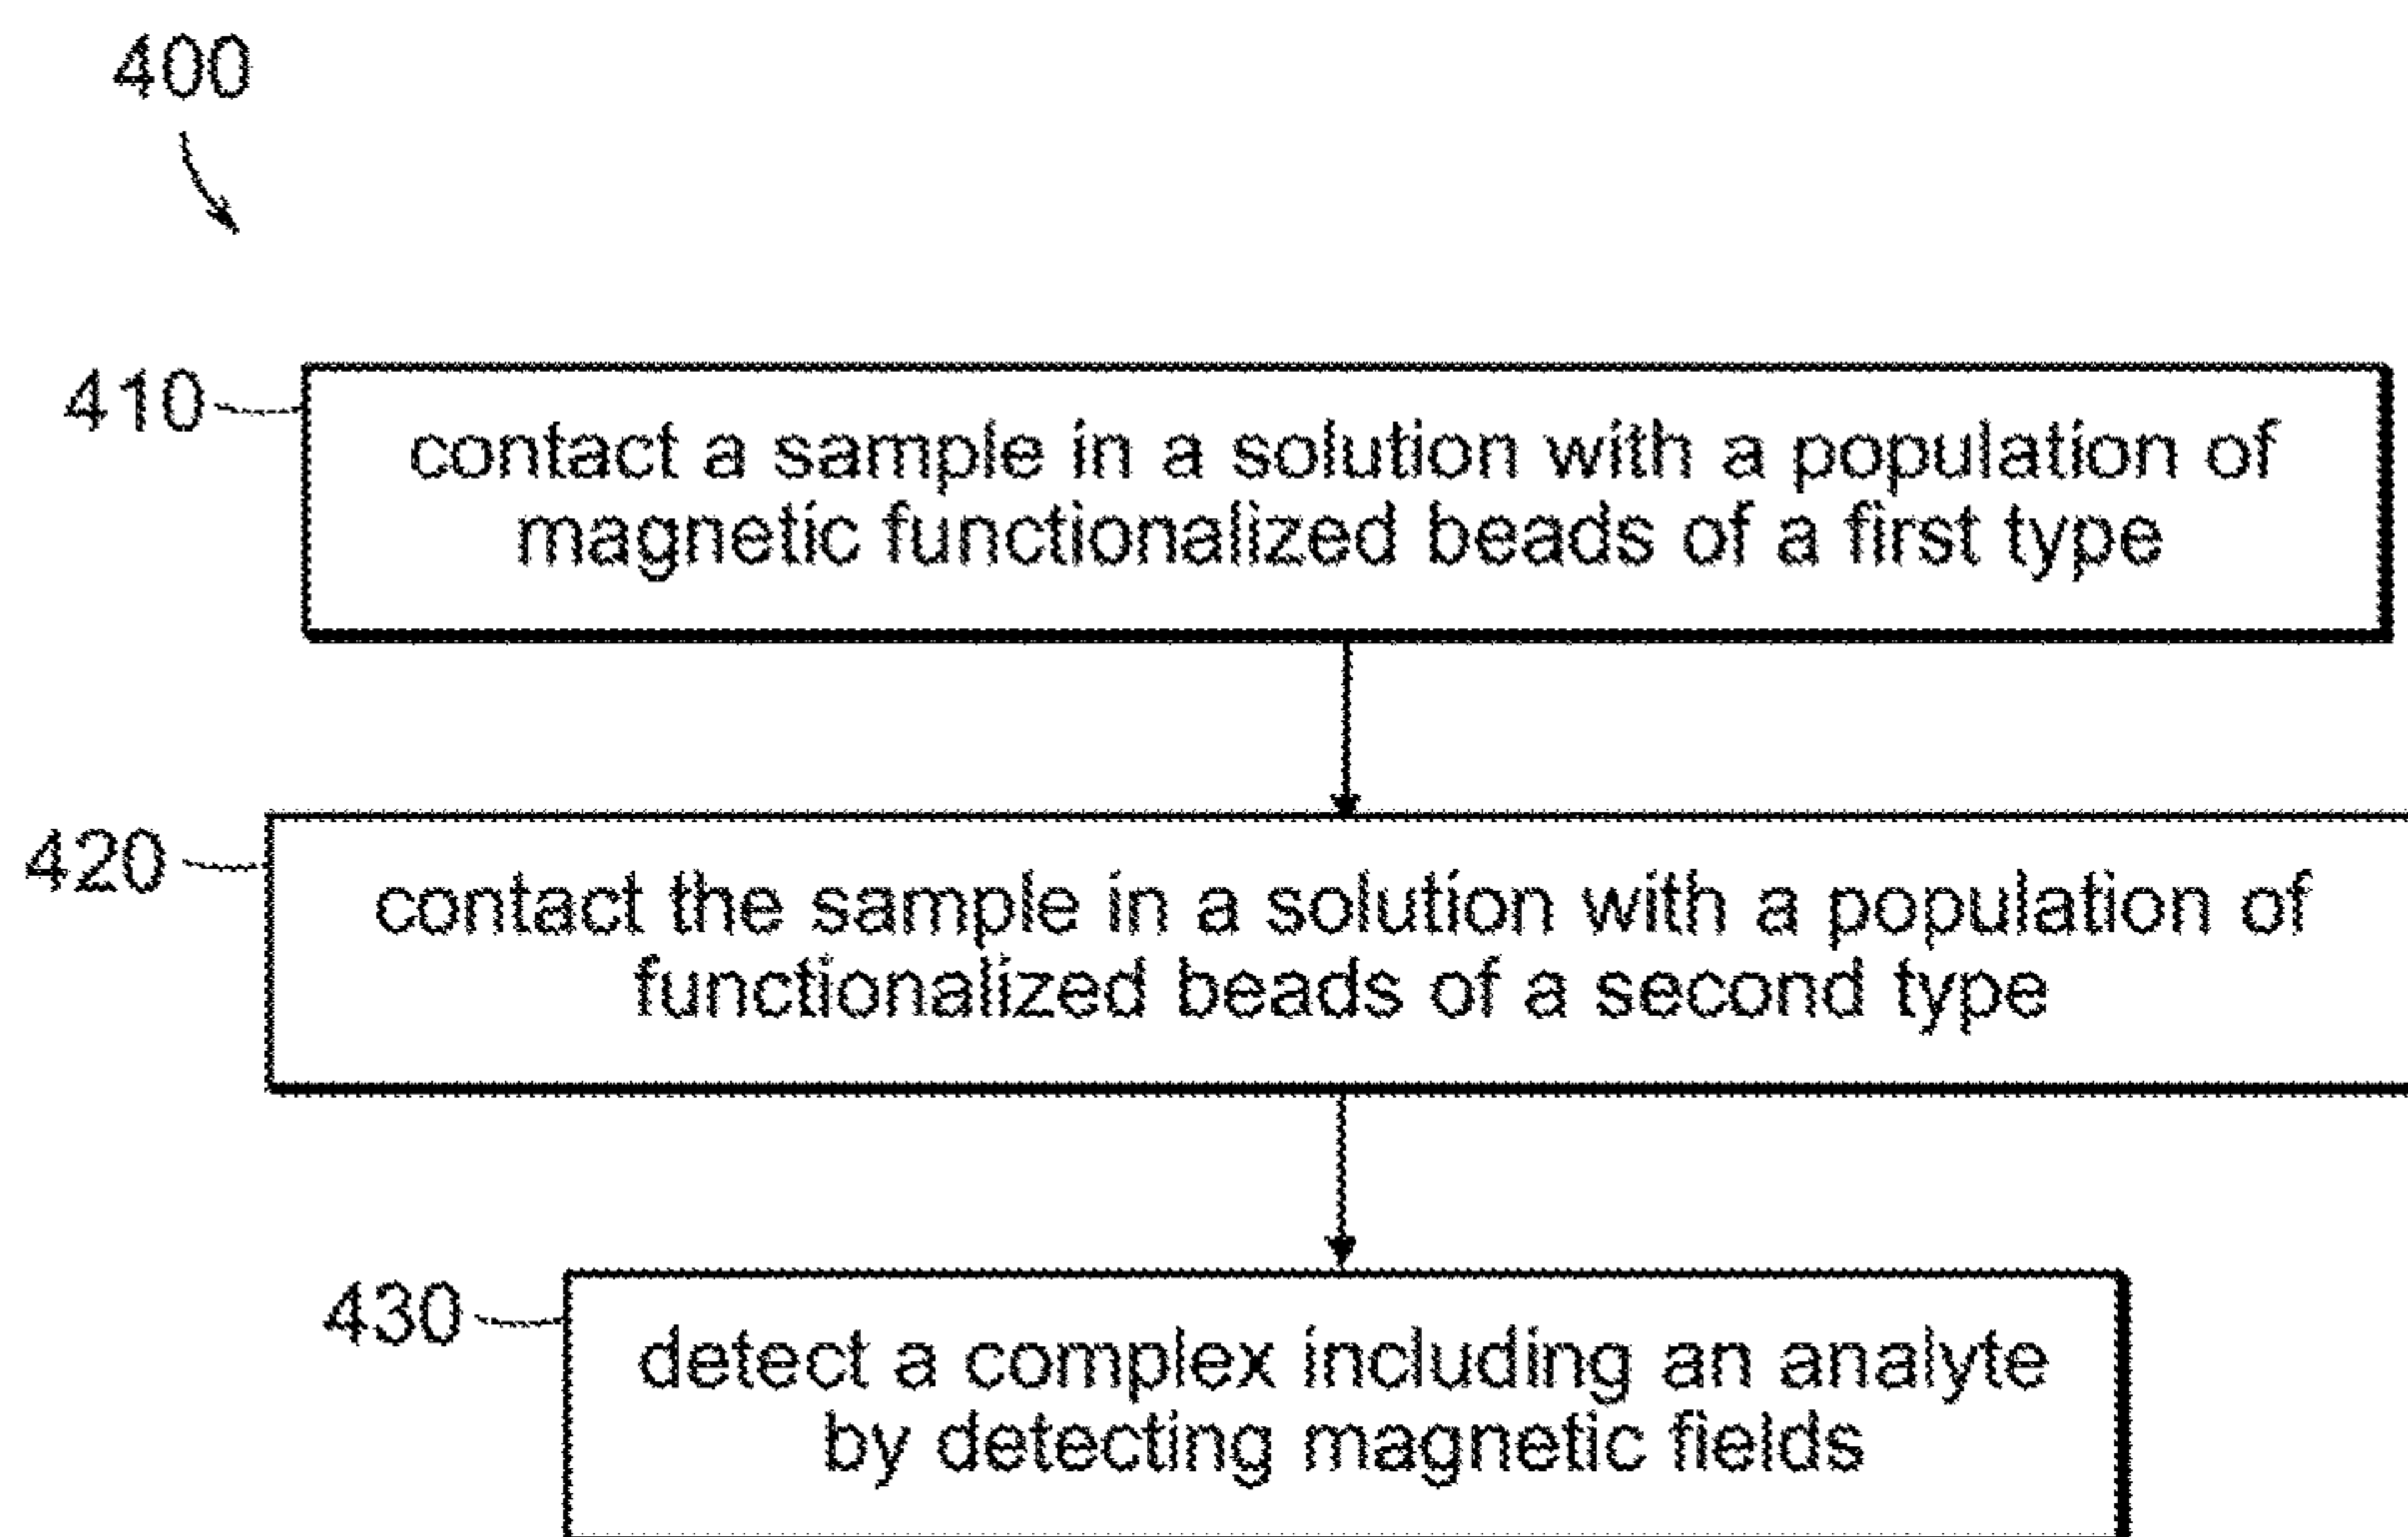 400
410
contact a sample in a solution with a population of
magnetic functionalized beads of a first type
420
contact the sample in a solution with a population of
functionalized beads of a second type
430
detect a complex including an analyte
by detecting magnetic fields